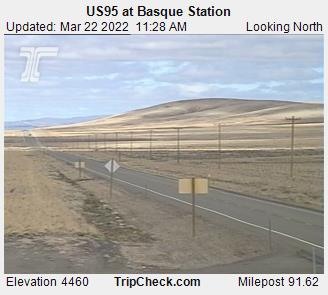 US95 at Basque Station
Updated: Mar 22 2022 11:28 AM Looking North
Elevation 4460 TripCheck.com Milepost 91.62